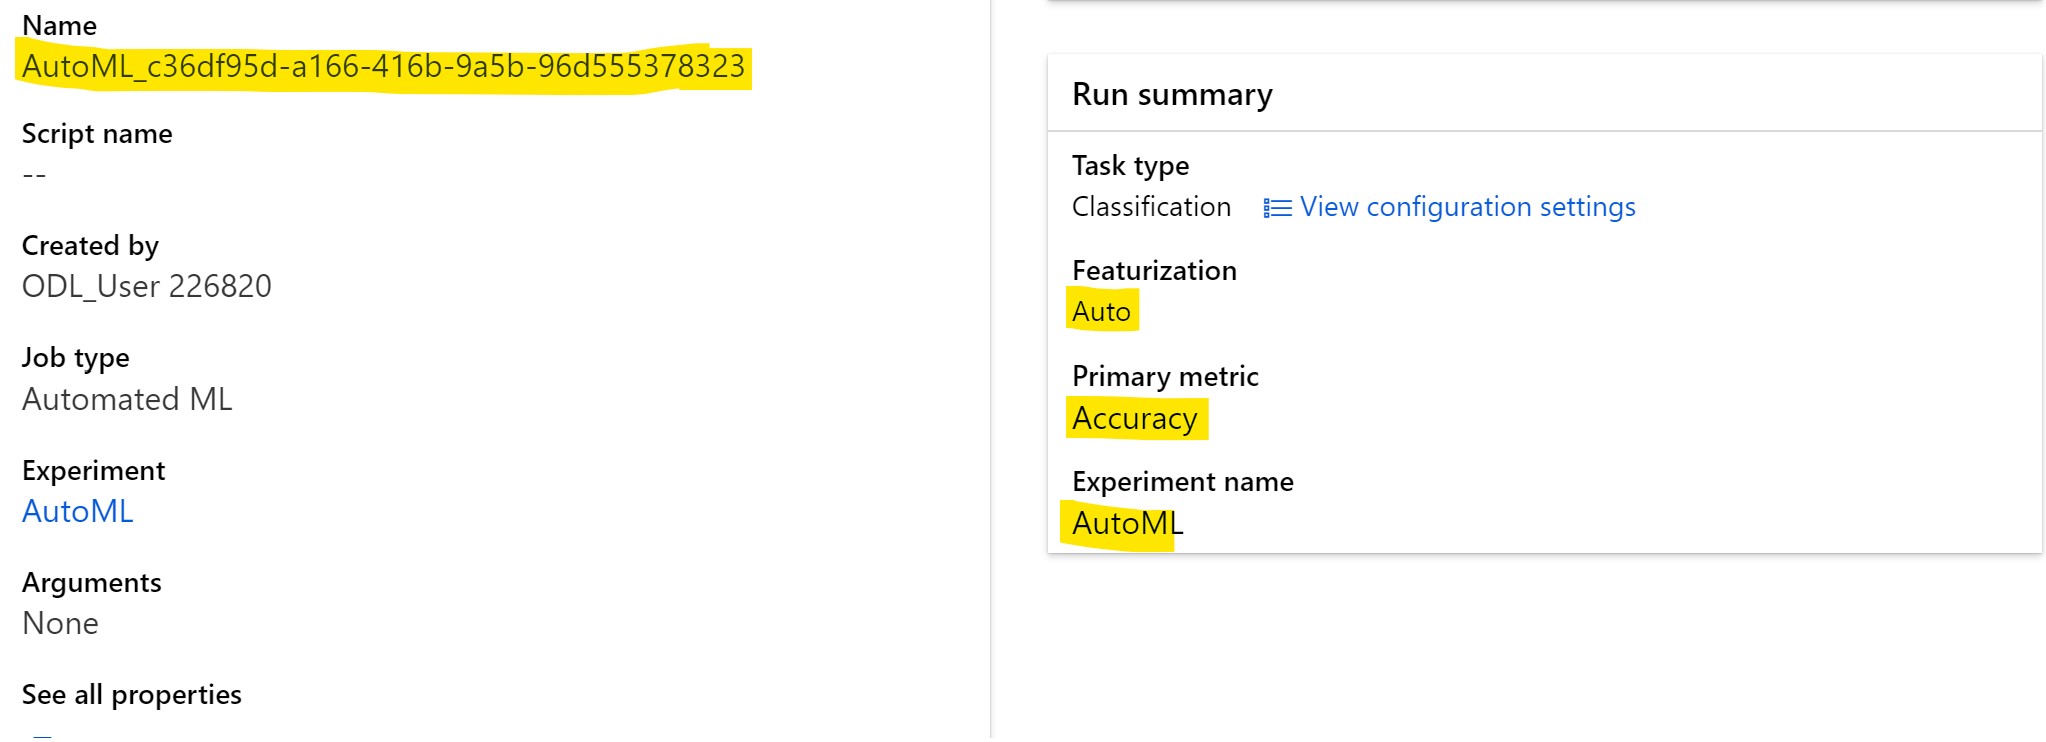 Name
AutoML_c36df95d-a166-416b-9a5b-96d555378323
Script name
--
Created by
ODL_User 226820
Job type
Automated ML
Experiment
AutoML
Arguments
None
See all properties
Run summary
Task type
Classification View configuration settings
Featurization
Auto
Primary metric
Accuracy
Experiment name
AutoML